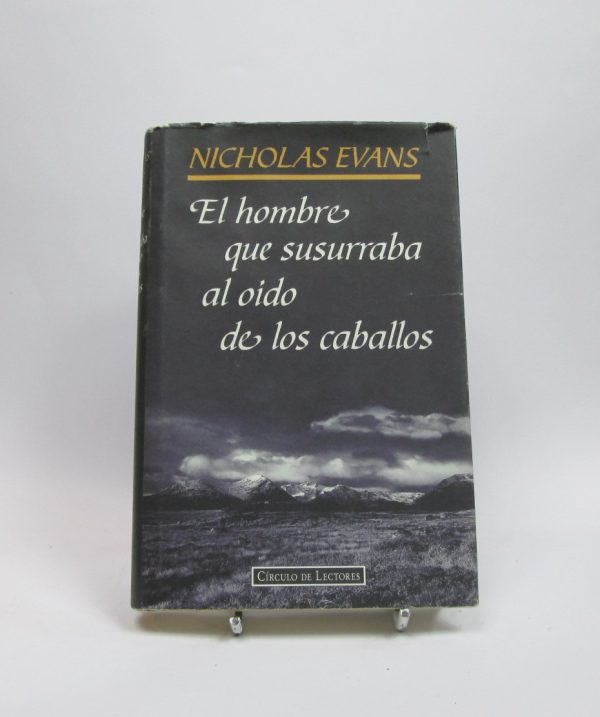 NICHOLAS EVANS
El hombre
que susurraba
al oido
de los caballos
CÍRCULO DE LECTORES